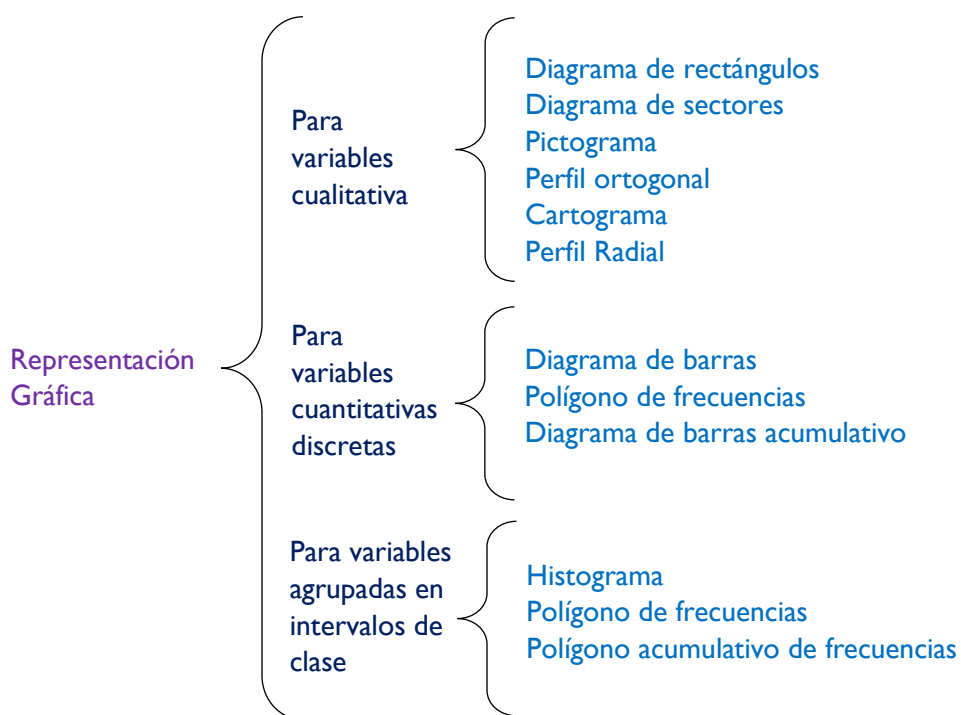 Representación
Gráfica
Para
variables
cualitativa
Diagrama de rectángulos
Diagrama de sectores
Pictograma
Perfil ortogonal
Cartograma
Perfil Radial
Para
variables
cuantitativas
discretas
Diagrama de barras
Polígono de frecuencias
Diagrama de barras acumulativo
Para variables
agrupadas en
intervalos de
clase
Histograma
Polígono de frecuencias
Polígono acumulativo de frecuencias